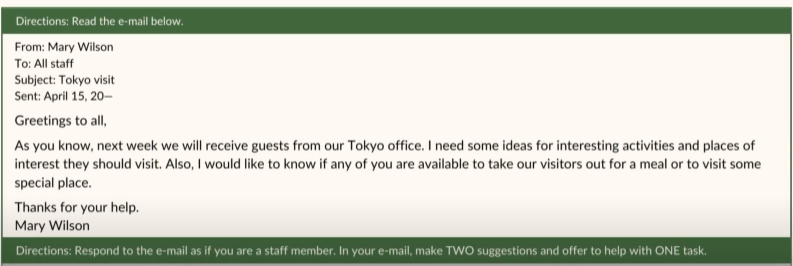 Directions: Read the e-mail below.
From: Mary Wilson
To: All staff
Subject: Tokyo visit
Sent: April 15, 20—
Greetings to all,
As you know, next week we will receive guests from our Tokyo office. I need some ideas for interesting activities and places of
interest they should visit. Also, I would like to know if any of you are available to take our visitors out for a meal or to visit some
special place.
Thanks for your help.
Mary Wilson
Directions: Respond to the e-mail as if you are a staff member. In your e-mail, make TWO suggestions and offer to help with ONE task.